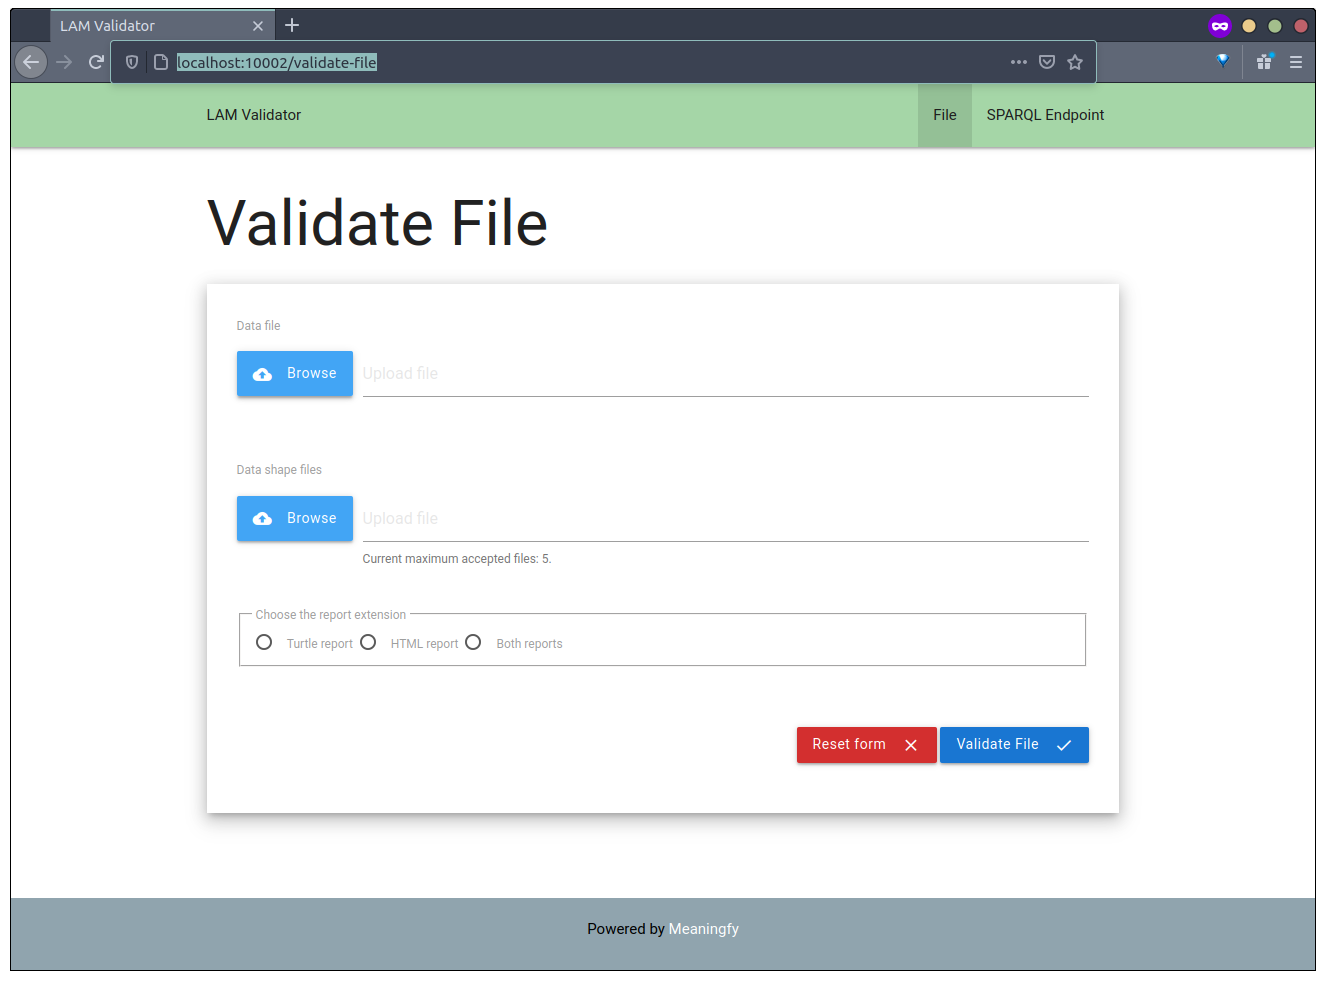 LAM Validator
localhost:10002/validate-file
LAM Validator File SPARQL Endpoint
Validate File
Data file
Browse Upload file
Data shape files
Browse Upload file
Current maximum accepted files: 5.
Choose the report extension
Turtle report HTML report Both reports
Reset form Validate File
Powered by Meaningfy